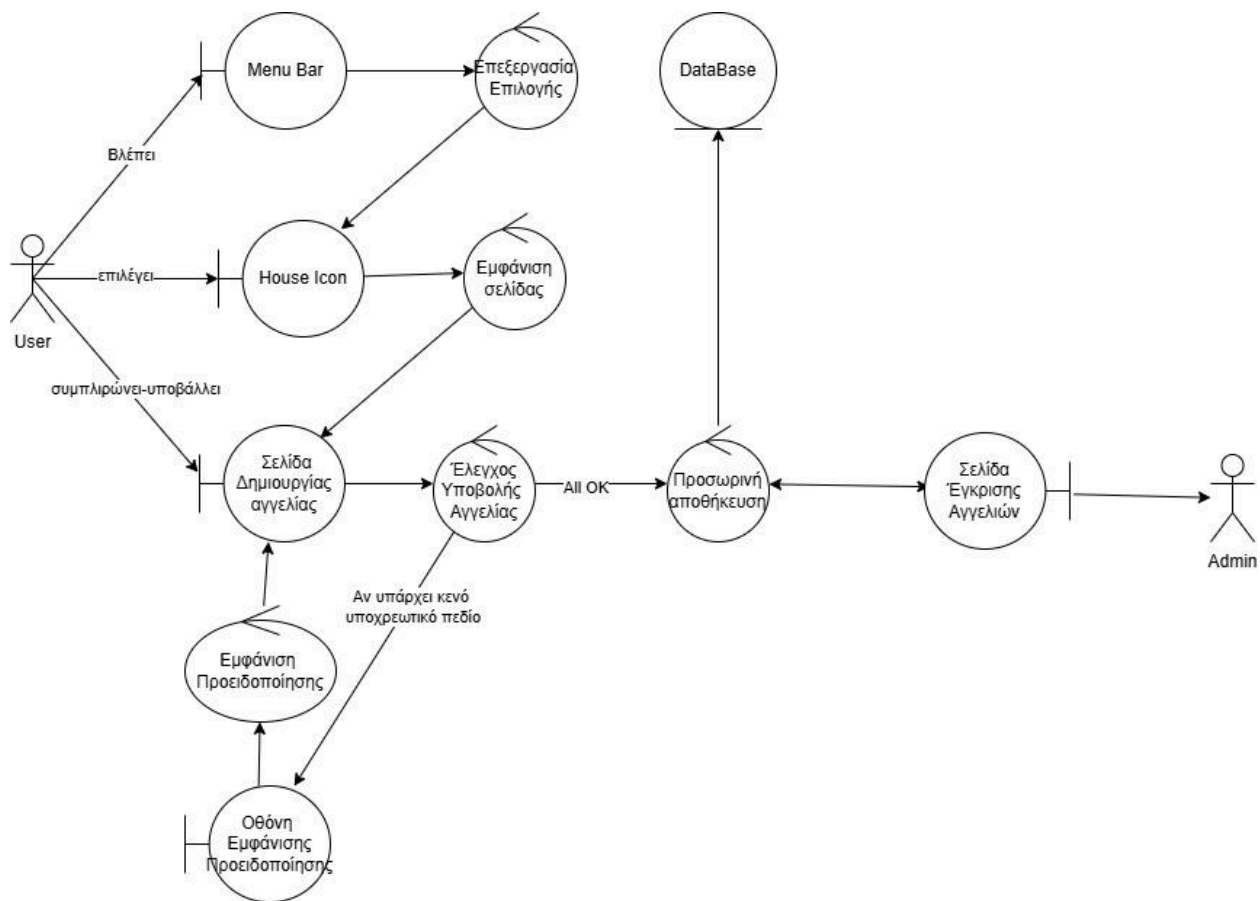 Menu Bar
Επεξεργασία
Επιλογής
DataBase
Βλέπει
User
επιλέγει
House Icon
Εμφάνιση
σελίδας
συμπλιρώνει-υποβάλλει
Σελίδα
Δημιουργίας
αγγελίας
Έλεγχος
Υποβολής
Αγγελίας
All OK
Προσωρινή
αποθήκευση
Σελίδα
Έγκρισης
Αγγελιών
Admin
Αν υπάρχει κενό
υποχρεωτικό πεδίο
Εμφάνιση
Προειδοποίησης
Οθόνη
Εμφάνισης
Προειδοποίησης